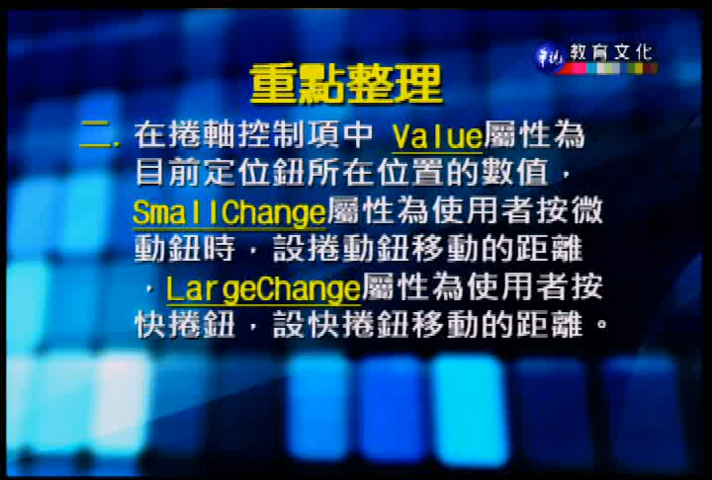 華視 教育文化
重點整理
二. 在捲軸控制項中 Value屬性為
目前定位鈕所在位置的數值，
SmallChange屬性為使用者按微
動鈕時，設捲動鈕移動的距離
，LargeChange屬性為使用者按
快捲鈕，設快捲鈕移動的距離。